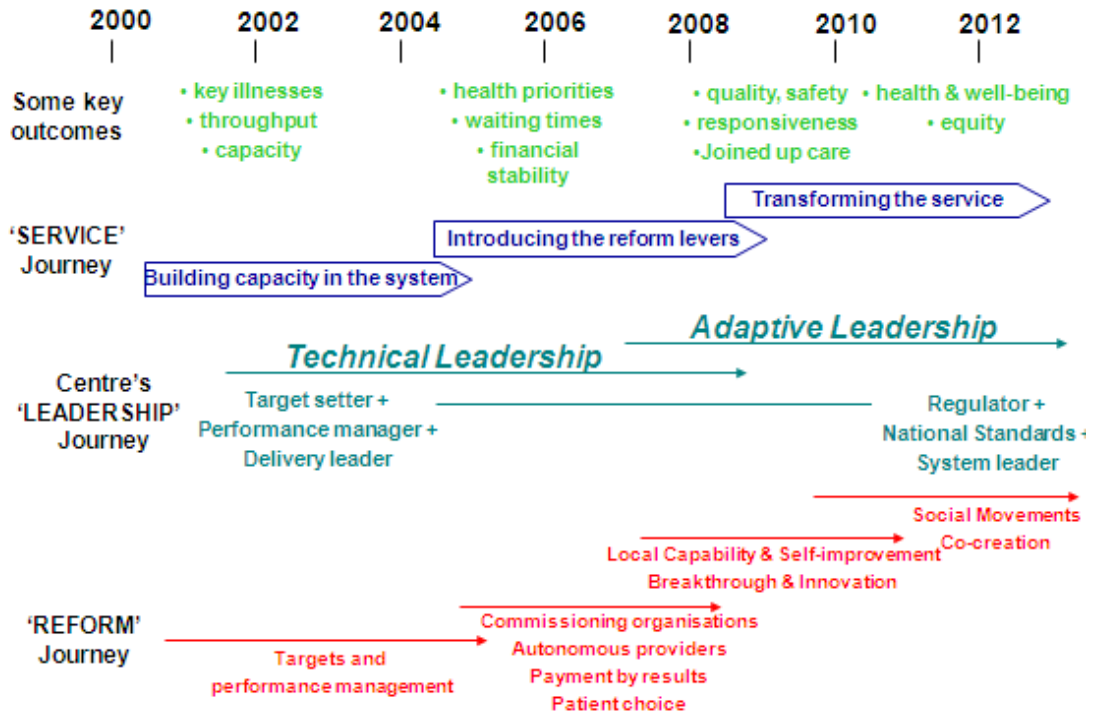 2000 2002 2004 2006 2008 2010 2012
Some key
outcomes
• key illnesses
• throughput
• capacity
• health priorities
• waiting times
• financial
stability
• quality, safety
• responsiveness
•Joined up care
• health & well-being
• equity
‘SERVICE’
Journey
Building capacity in the system
Introducing the reform levers
Transforming the service
Centre’s
‘LEADERSHIP’
Journey
Technical Leadership
Adaptive Leadership
Target setter +
Performance manager +
Delivery leader
Regulator +
National Standards +
System leader
‘REFORM’
Journey
Targets and
performance management
Commissioning organisations
Autonomous providers
Payment by results
Patient choice
Local Capability & Self-improvement
Breakthrough & Innovation
Social Movements
Co-creation